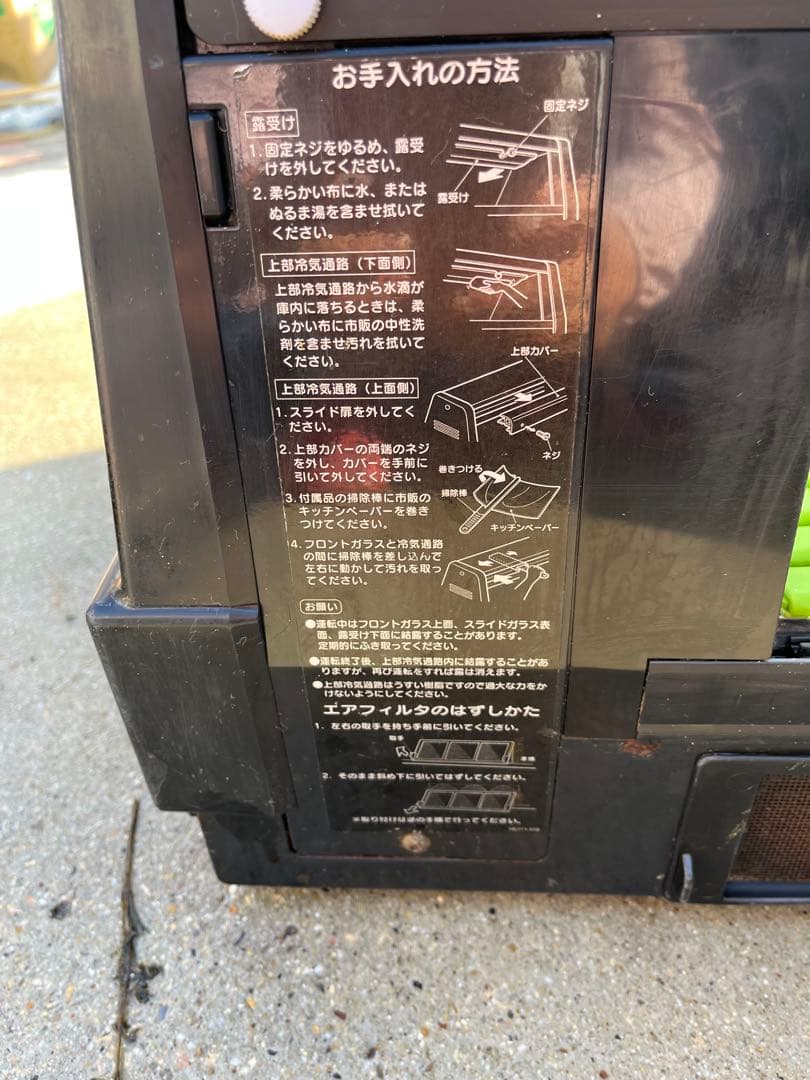 お手入れの方法
露受け
固定ネジ
1.固定ネジをゆるめ、露受
けを外してください。
露受け
2.柔らかい布に水、または
ぬるま湯を含ませ拭いて
ください。
上部冷気通路（下面側）
上部冷気通路から水滴が
庫内に落ちるときは、柔
らかい布に市販の中性洗
剤を含ませ汚れを拭いて
ください。
上部冷気通路（上面側）
上部カバー
1.スライド扉を外してく
ださい。
ネジ
2.上部カバーの両端のネジ
を外し、カバーを手前に
引いて外してください。
巻きつける
掃除棒
キッチンペーパー
3.付属品の掃除棒に市販の
キッチンペーパーを巻き
つけてください。
4.フロントガラスと冷気通路
の間に掃除棒を差し込んで
左右に動かして汚れを取っ
てください。
お願い
●運転中はフロントガラス上面、スライドガラス表
面、露受け下面に結露することがあります。
定期的にふき取ってください。
●運転終了後、上部冷気通路内に結露することがあ
りますが、再び運転をすれば露は消えます。
●上部冷気通路はうすい樹脂ですので過大な力をか
けないようにしてください。
エアフィルタのはずしかた
1.左右の取手を持ち手前に引いてください。
取手
本体
2.そのまま斜め下に引いてはずしてください。
※取り付けは逆の手順で行ってください。